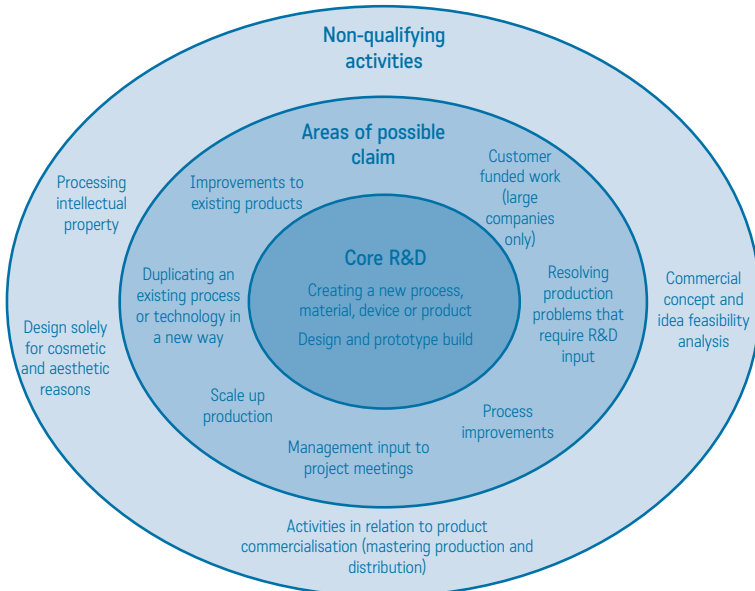 Non-qualifying
activities
Areas of possible
claim
Processing
intellectual
property
Improvements to
existing products
Customer
funded work
(large
companies
only)
Core R&D
Creating a new process,
material, device or product
Design and prototype build
Duplicating an
existing process
or technology in
a new way
Resolving
production
problems that
require R&D
input
Commercial
concept and
idea feasibility
analysis
Design solely
for cosmetic
and aesthetic
reasons
Scale up
production
Process
improvements
Management input to
project meetings
Activities in relation to product
commercialisation (mastering production and
distribution)